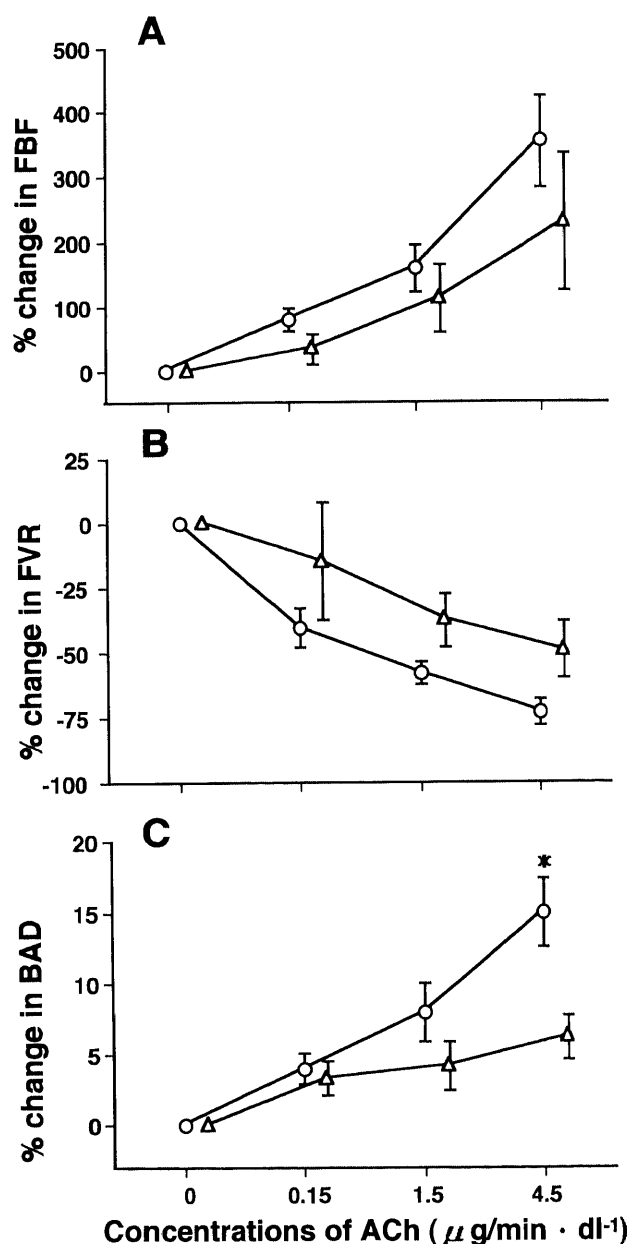 A
500
400
300
200
100
0
% change in FBF
B
25
0
-25
-50
-75
-100
% change in FVR
C
20
15
10
5
0
% change in BAD
*
0 0.15 1.5 4.5
Concentrations of ACh ( μ g/min · dl-1)